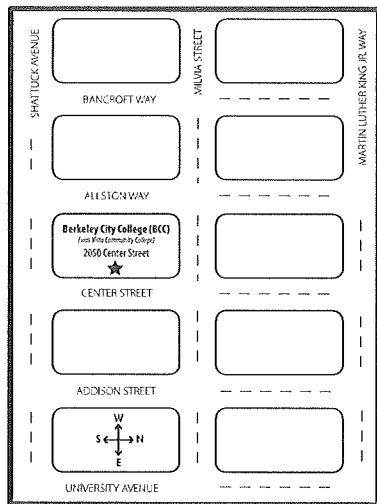 SHATTUCK AVENUE
MILVIA STREET
MARTIN LUTHER KING JR. WAY
BANCROFT WAY
ALLSTON WAY
Berkeley City College (BCC)
(was Vista Community College)
2050 Center Street
CENTER STREET
ADDISON STREET
W
S N
E
UNIVERSITY AVENUE